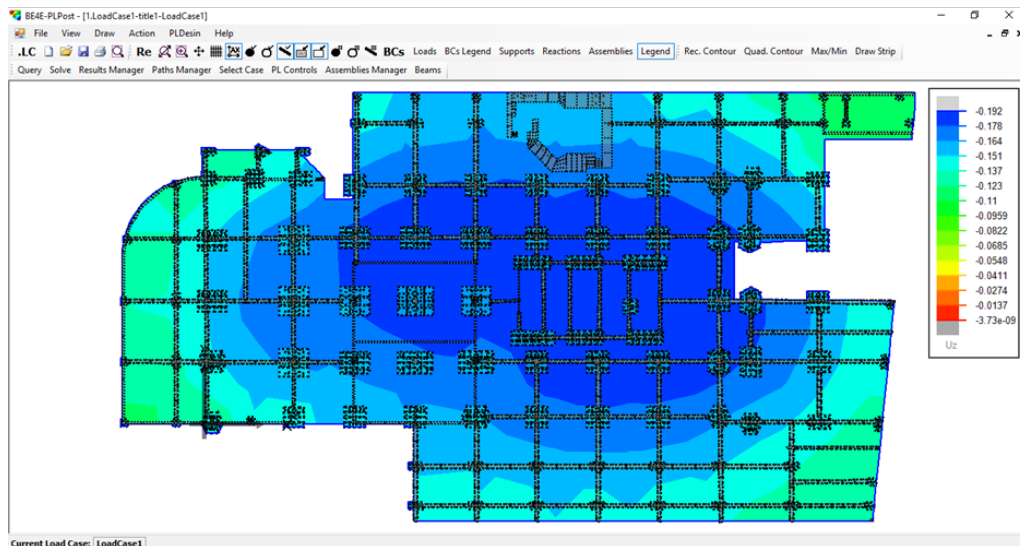 BE4E-PLPost - [1.LoadCase1-title1-LoadCase1]
File View Draw Action PLDesin Help
.LC Re AX BCs Loads BCs Legend Supports Reactions Assemblies Legend Rec. Contour Quad. Contour Max/Min Draw Strip
Query Solve Results Manager Paths Manager Select Case PL Controls Assemblies Manager Beams
-0.192
-0.178
-0.164
-0.151
-0.137
-0.123
-0.11
-0.0959
-0.0822
-0.0685
-0.0548
-0.0411
-0.0274
-0.0137
-3.73e-09
Uz
Current Load Case: LoadCase1